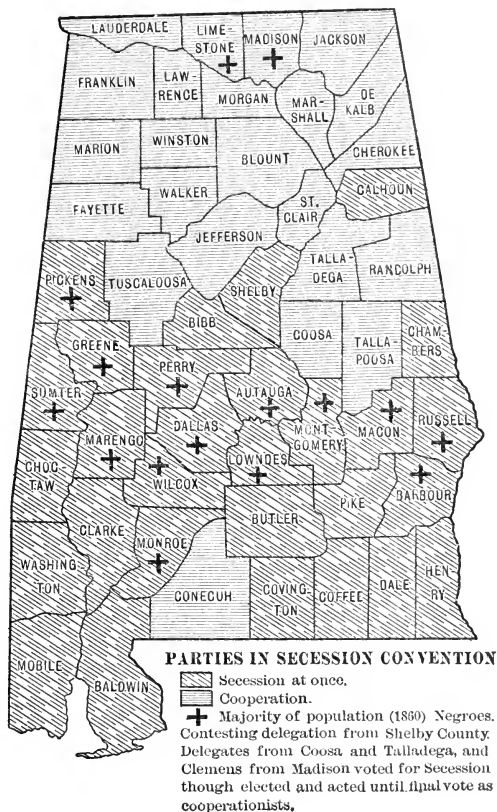 LAUDERDALE
LIME-
STONE
MADISON
JACKSON
FRANKLIN
LAW-
RENCE
MORGAN
MAR-
SHALL
DE
KALB
CHEROKEE
MARION
WINSTON
BLOUNT
WALKER
ST.
CLAIR
CALHOUN
FAYETTE
JEFFERSON
TALLA-
DEGA
RANDOLPH
PICKENS
TUSCALOOSA
SHELBY
BIBB
COOSA
TALLA-
POOSA
CHAM-
BERS
GREENE
PERRY
AUTAUGA
SUMTER
MARENGO
DALLAS
LOWNDES
MONT-
GOMERY
MACON
RUSSELL
CHOC-
TAW
WILCOX
BUTLER
PIKE
BARBOUR
CLARKE
WASHING
TON
MONROE
CONECUH
COVING
TON
COFFEE
DALE
HEN-
RY
MOBILE
BALDWIN
PARTIES IN SECESSION CONVENTION
Secession at once.
Cooperation.
Majority of population (1860) Negroes.
Contesting delegation from Shelby County.
Delegates from Coosa and Talladega, and
Clemens from Madison voted for Secession
though elected and acted until final vote as
cooperationists.